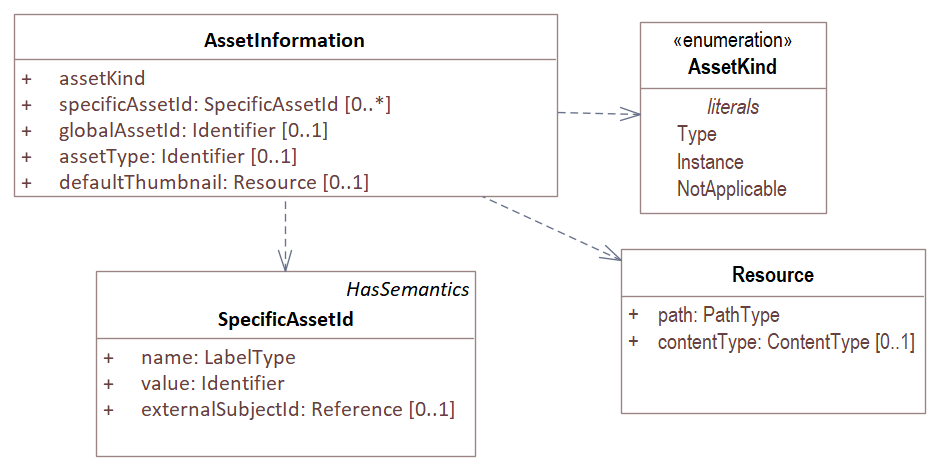 AssetInformation
+ assetKind
+ specificAssetId: SpecificAssetId [0..*]
+ globalAssetId: Identifier [0..1]
+ assetType: Identifier [0..1]
+ defaultThumbnail: Resource [0..1]
«enumeration»
AssetKind
literals
Type
Instance
NotApplicable
HasSemantics
SpecificAssetId
+ name: LabelType
+ value: Identifier
+ externalSubjectId: Reference [0..1]
Resource
+ path: PathType
+ contentType: ContentType [0..1]